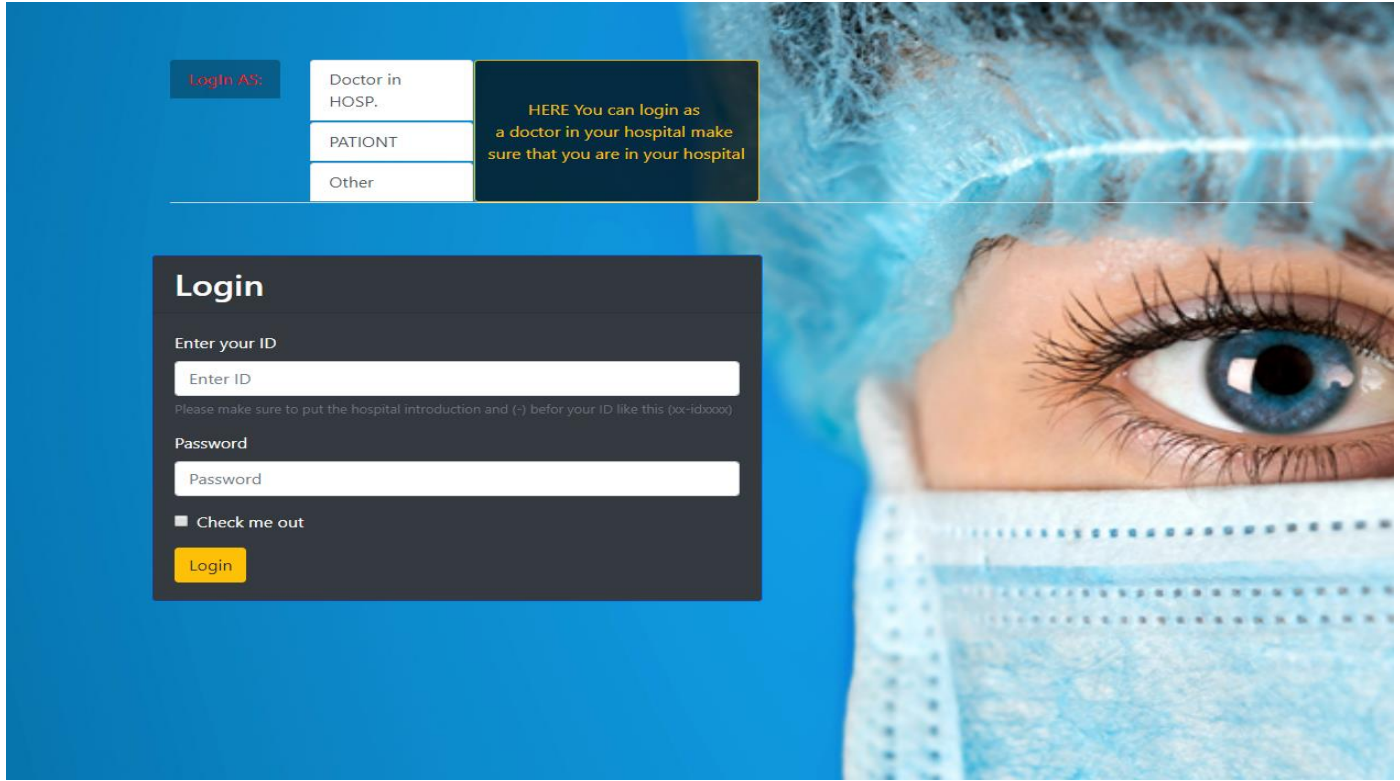 LogIn AS:
Doctor in
HOSP.
PATIONT
Other
HERE You can login as
a doctor in your hospital make
sure that you are in your hospital
Login
Enter your ID
Enter ID
Please make sure to put the hospital introduction and (-) befor your ID like this (xx-idxxxx)
Password
Password
Check me out
Login